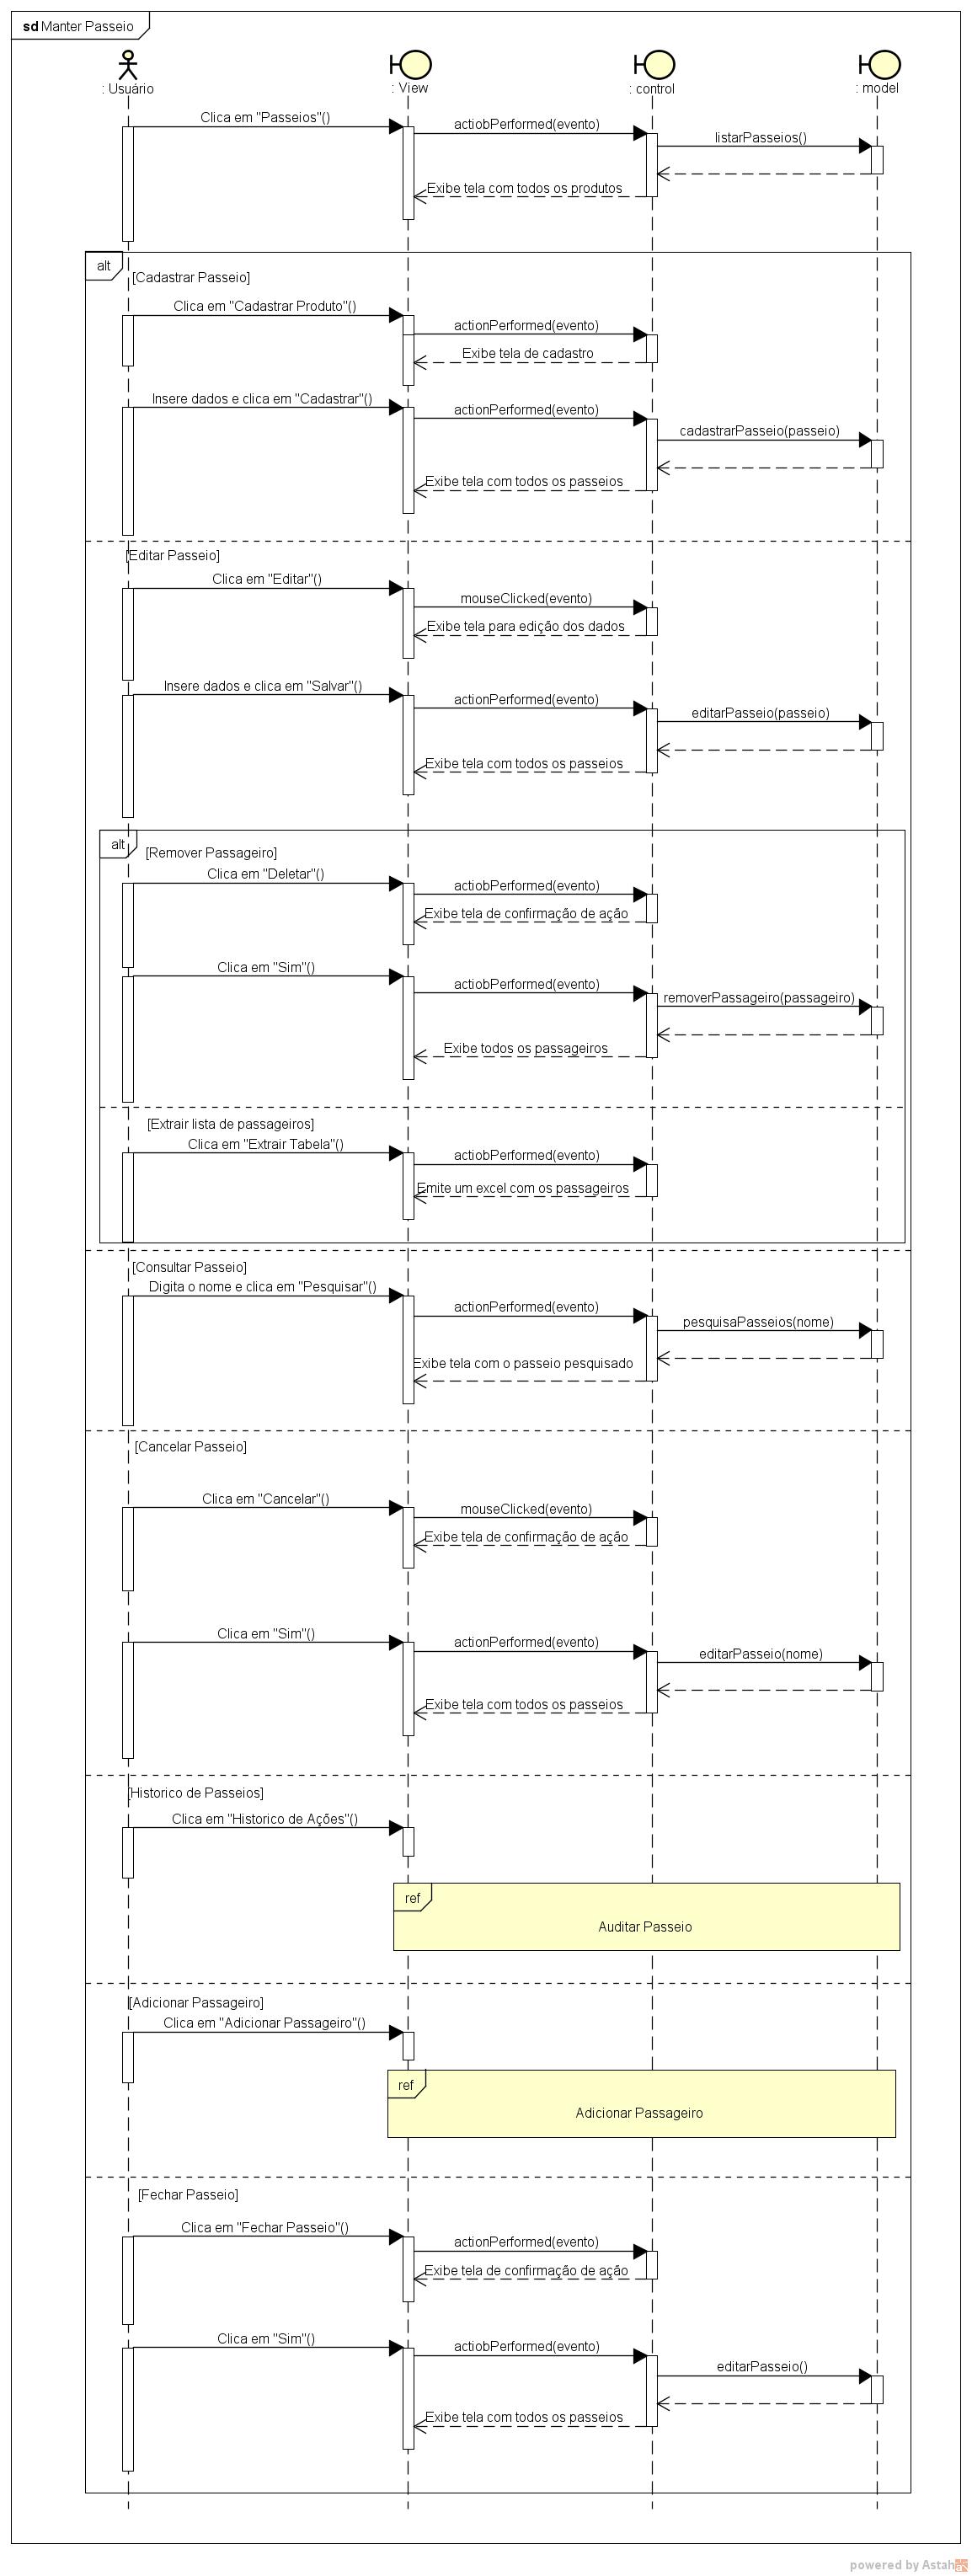 sd Manter Passeio
: Usuário
: View
: control
: model
Clica em "Passeios"()
actiobPerformed(evento)
listarPasseios()
Exibe tela com todos os produtos
alt
[Cadastrar Passeio]
Clica em "Cadastrar Produto"()
actionPerformed(evento)
Exibe tela de cadastro
Insere dados e clica em "Cadastrar"()
actionPerformed(evento)
cadastrarPasseio(passeio)
Exibe tela com todos os passeios
[Editar Passeio]
Clica em "Editar"()
mouseClicked(evento)
Exibe tela para edição dos dados
Insere dados e clica em "Salvar"()
actionPerformed(evento)
editarPasseio(passeio)
Exibe tela com todos os passeios
alt
[Remover Passageiro]
Clica em "Deletar"()
actiobPerformed(evento)
Exibe tela de confirmação de ação
Clica em "Sim"()
actiobPerformed(evento)
removerPassageiro(passageiro)
Exibe todos os passageiros
[Extrair lista de passageiros]
Clica em "Extrair Tabela"()
actiobPerformed(evento)
Emite um excel com os passageiros
[Consultar Passeio]
Digita o nome e clica em "Pesquisar"()
actionPerformed(evento)
pesquisaPasseios(nome)
Exibe tela com o passeio pesquisado
[Cancelar Passeio]
Clica em "Cancelar"()
mouseClicked(evento)
Exibe tela de confirmação de ação
Clica em "Sim"()
actionPerformed(evento)
editarPasseio(nome)
Exibe tela com todos os passeios
[Historico de Passeios]
Clica em "Historico de Ações"()
ref
Auditar Passeio
[Adicionar Passageiro]
Clica em "Adicionar Passageiro"()
ref
Adicionar Passageiro
[Fechar Passeio]
Clica em "Fechar Passeio"()
actionPerformed(evento)
Exibe tela de confirmação de ação
Clica em "Sim"()
actiobPerformed(evento)
editarPasseio()
Exibe tela com todos os passeios
powered by Astah